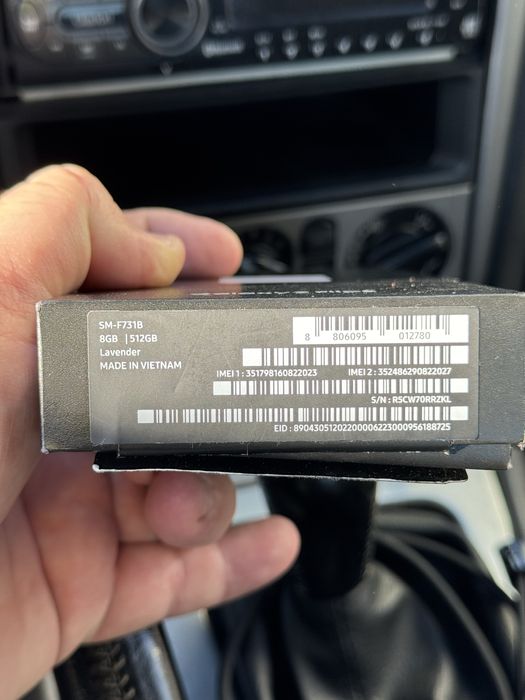 SM-F731B
8GB | 512GB
Lavender
MADE IN VIETNAM
8 806095 012780
IMEI 1 : 351798160822023 IMEI 2 : 352486290822027
S/N : R5CW70RRZKL
EID : 89043051202200006223000956188725